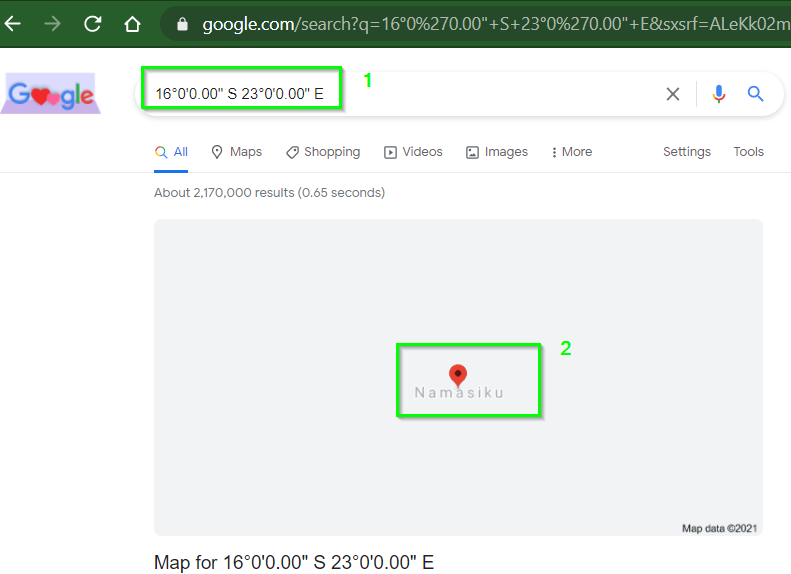 google.com/search?q=16°0%270.00"+S+23°0%270.00"+E&sxsrf=ALeKk02m
Google
16°0'0.00" S 23°0'0.00" E
1
All Maps Shopping Videos Images More Settings Tools
About 2,170,000 results (0.65 seconds)
2
Namasiku
Map data ©2021
Map for 16°0'0.00" S 23°0'0.00" E